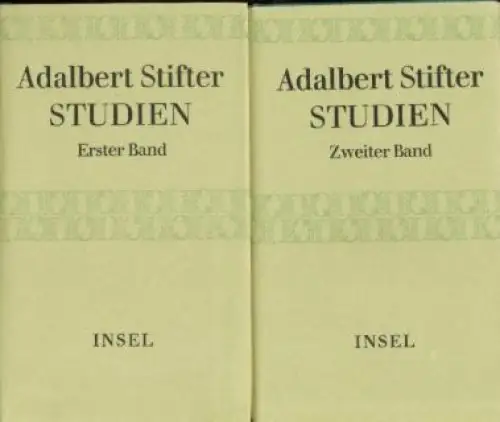 Adalbert Stifter
STUDIEN
Erster Band
INSEL
Adalbert Stifter
STUDIEN
Zweiter Band
INSEL